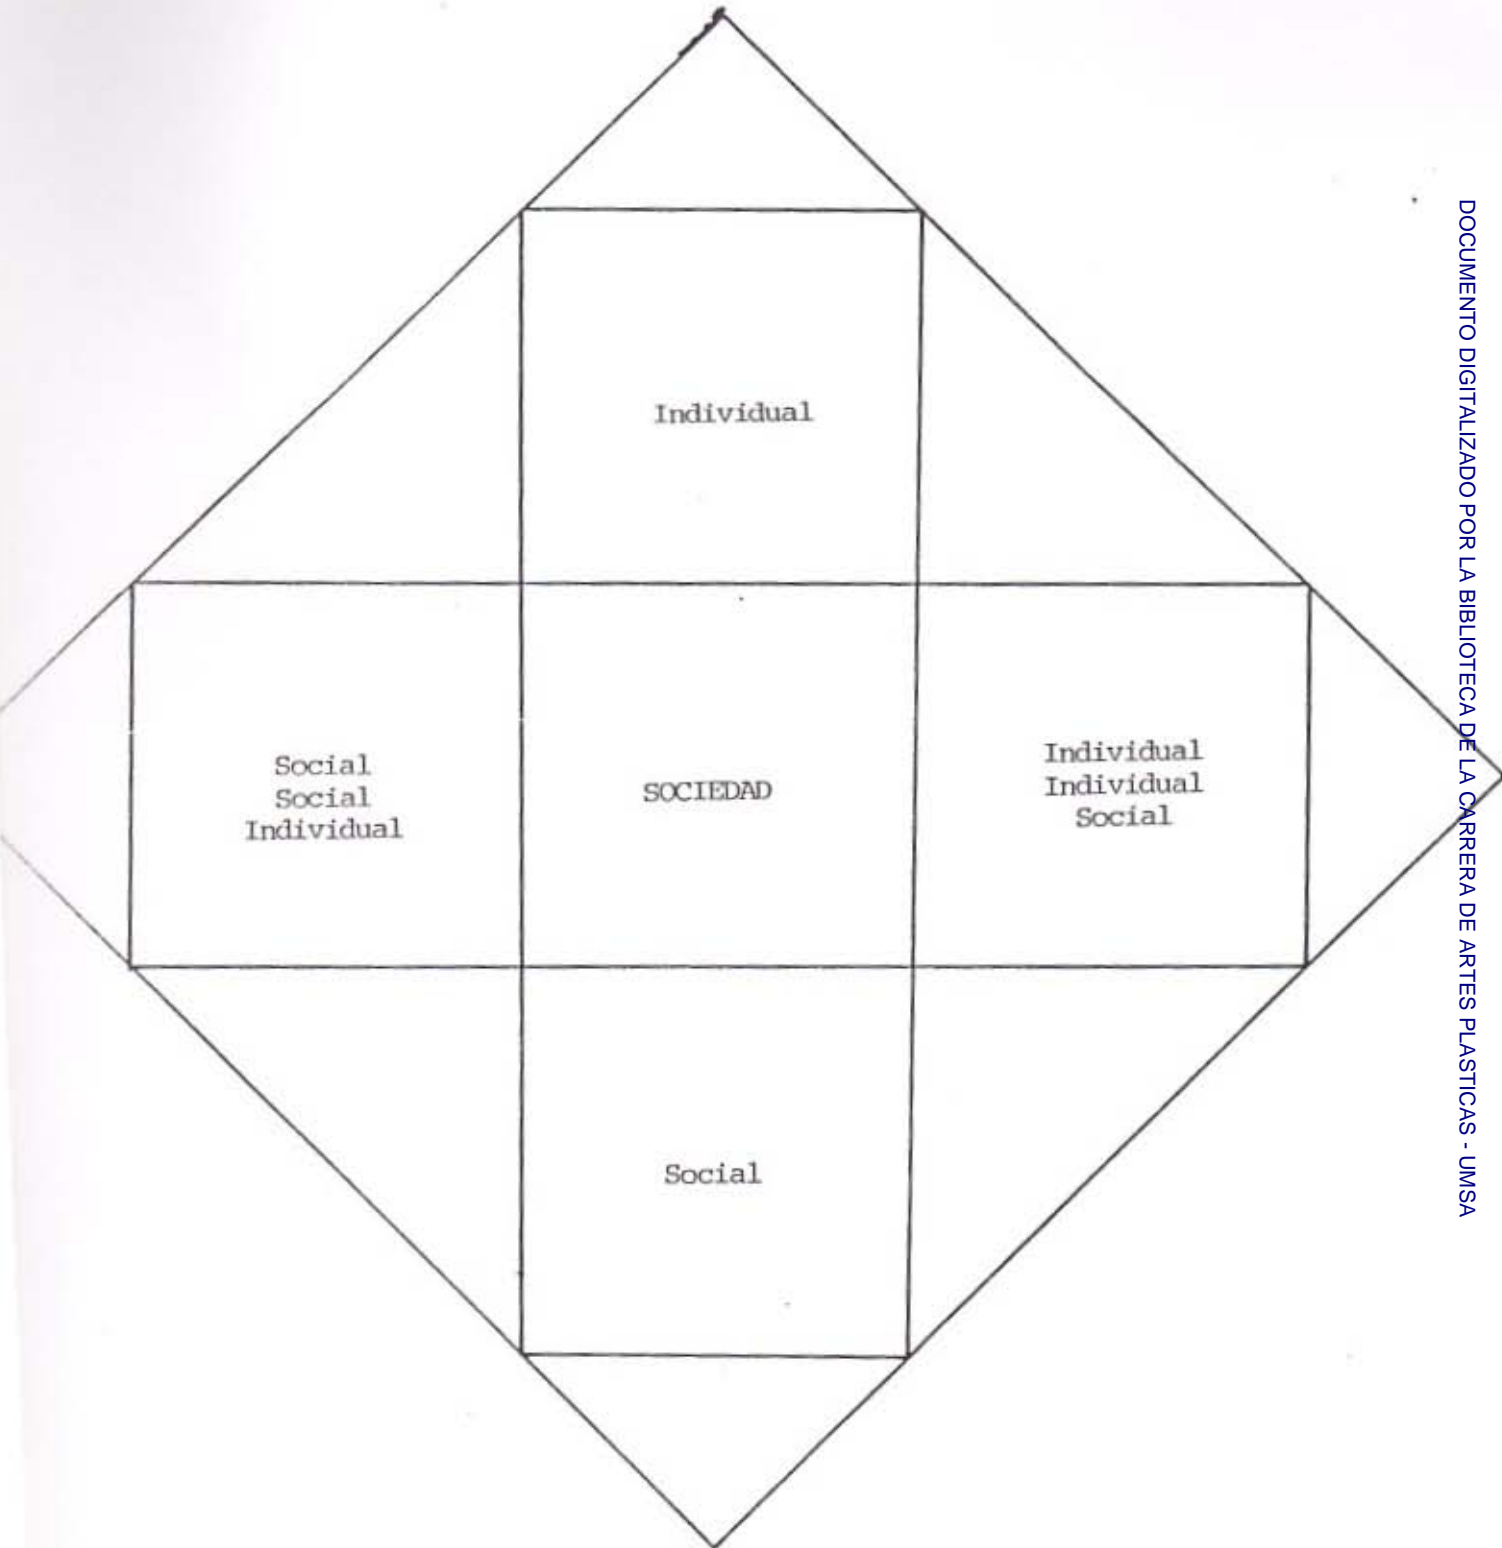 Individual
Social
Social
Individual
SOCIEDAD
Individual
Individual
Social
Social
DOCUMENTO DIGITALIZADO POR LA BIBLIOTECA DE LA CARRERA DE ARTES PLASTICAS - UMSA